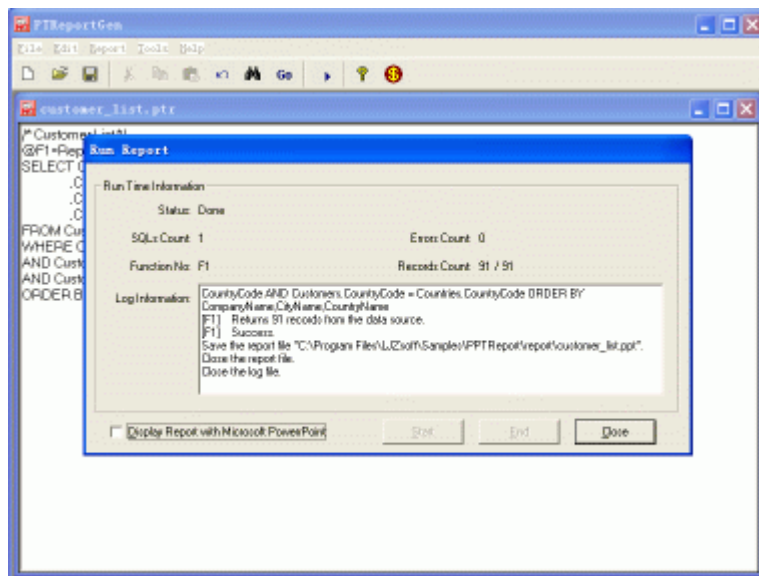 PTReportGen
File Edit Report Tools Help
Go
customer_list.ptr
@F1=Rep
SELECT
.C
.C
.C
FROM Cus
WHERE C
AND Custo
AND Custo
ORDER B
Run Report
Run Time Information
Status: Done
SQLs Count: 1 Errors Count: 0
Function No: F1 Records Count: 91 / 91
Log Information:
CountryCode AND Customers.CountryCode = Countries.CountryCode ORDER BY
CompanyName,CityName,CountryName
[F1] Returns 91 records from the data source.
[F1] Success.
Save the report file "C:\Program Files\LJZsoft\Samples\PPTReport\report\customer_list.ppt".
Close the report file.
Close the log file.
Display Report with Microsoft PowerPoint
Start End Close